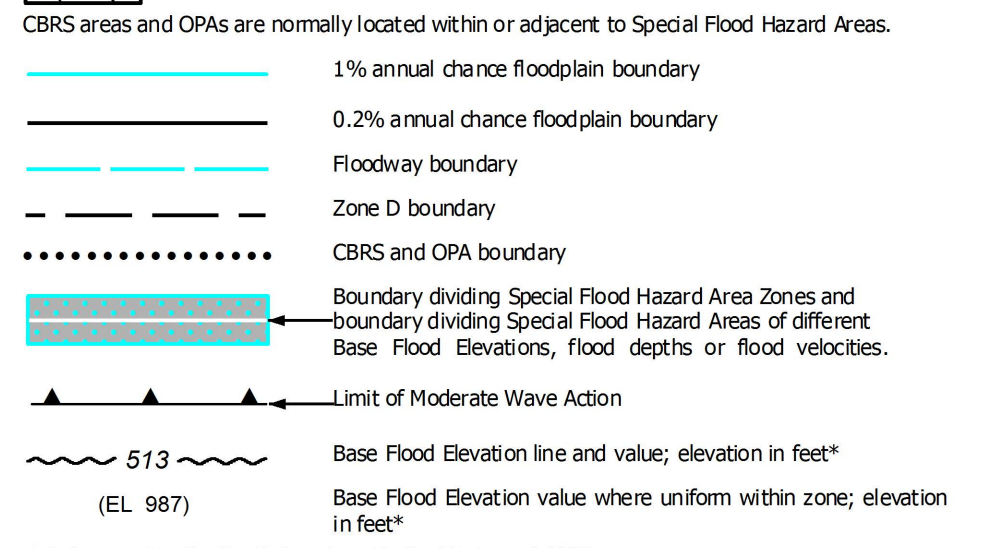 CBRS areas and OPAs are normally located within or adjacent to Special Flood Hazard Areas.
1% annual chance floodplain boundary
0.2% annual chance floodplain boundary
Floodway boundary
Zone D boundary
CBRS and OPA boundary
Boundary dividing Special Flood Hazard Area Zones and
boundary dividing Special Flood Hazard Areas of different
Base Flood Elevations, flood depths or flood velocities.
Limit of Moderate Wave Action
513
Base Flood Elevation line and value; elevation in feet*
(EL 987)
Base Flood Elevation value where uniform within zone; elevation
in feet*